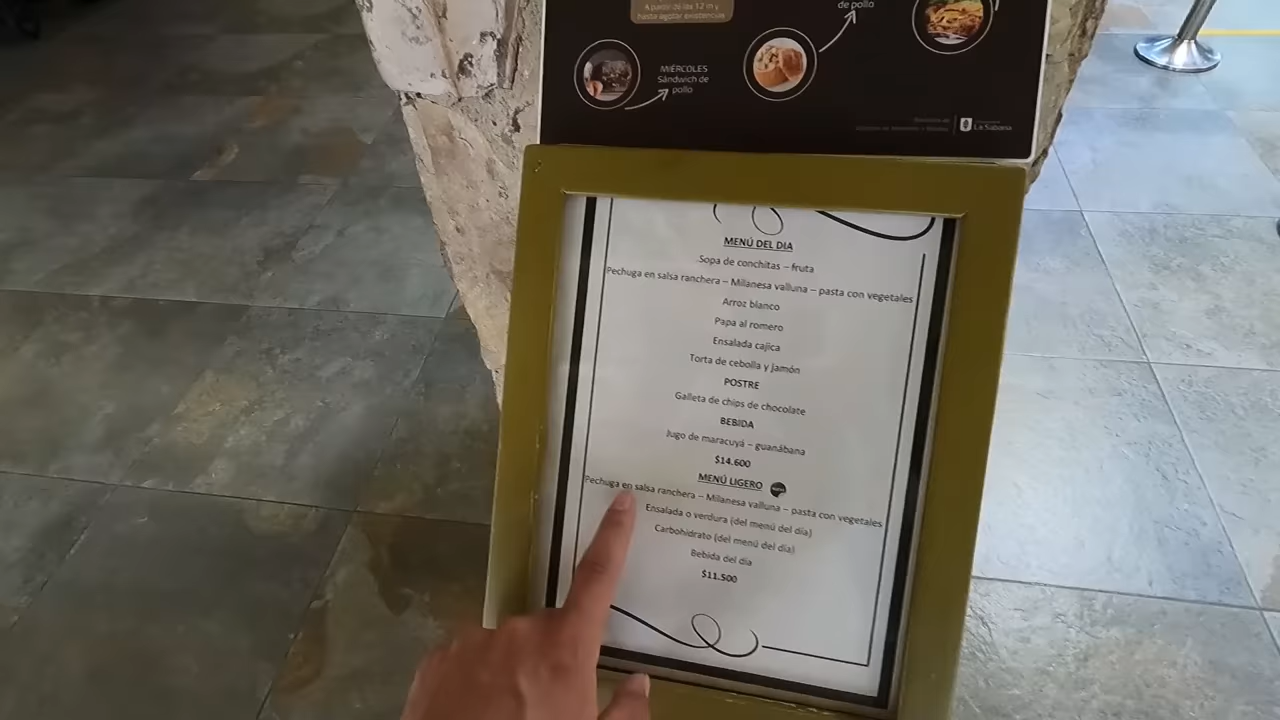 A partir de las 12 m y
hasta agotar existencias
de pollo
MIÉRCOLES
Sándwich de
pollo
La Sabana
MENÚ DEL DIA
Sopa de conchitas – fruta
Pechuga en salsa ranchera – Milanesa valluna – pasta con vegetales
Arroz blanco
Papa al romero
Ensalada cajica
Torta de cebolla y jamón
POSTRE
Galleta de chips de chocolate
BEBIDA
Jugo de maracuyá – guanábana
$14.600
MENÚ LIGERO
Pechuga en salsa ranchera – Milanesa valluna – pasta con vegetales
Ensalada o verdura (del menú del día)
Carbohidrato (del menú del día)
Bebida del día
$11.500